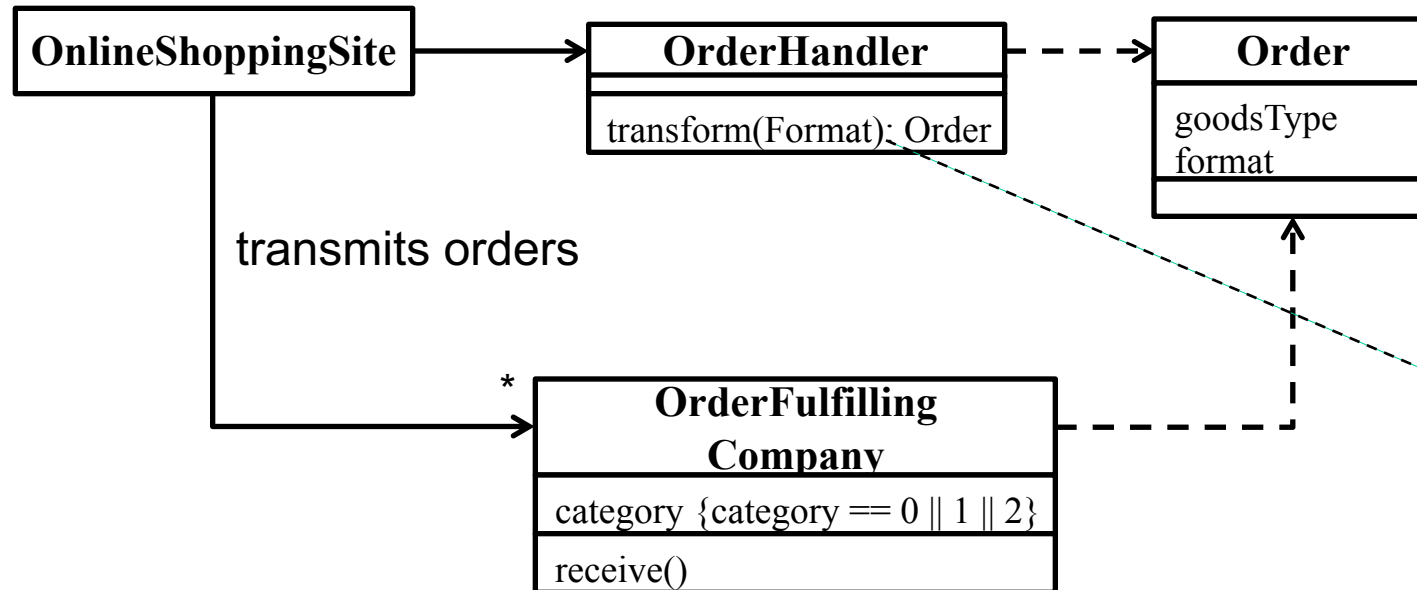 OnlineShoppingSite
OrderHandler
transform(Format): Order
Order
goodsType
format
transmits orders
*
OrderFulfilling
Company
category {category == 0 || 1 || 2}
receive()